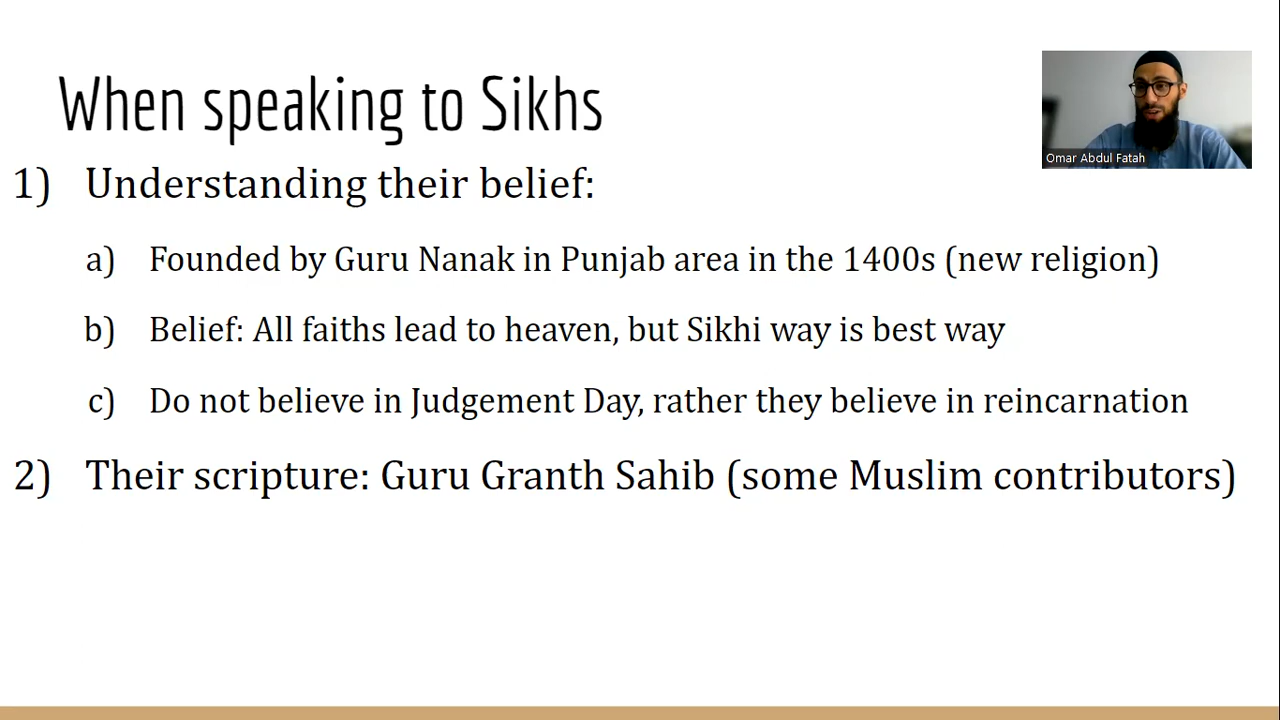 When speaking to Sikhs
Omar Abdul Fatah
1) Understanding their belief:
a) Founded by Guru Nanak in Punjab area in the 1400s (new religion)
b) Belief: All faiths lead to heaven, but Sikhi way is best way
c) Do not believe in Judgement Day, rather they believe in reincarnation
2) Their scripture: Guru Granth Sahib (some Muslim contributors)